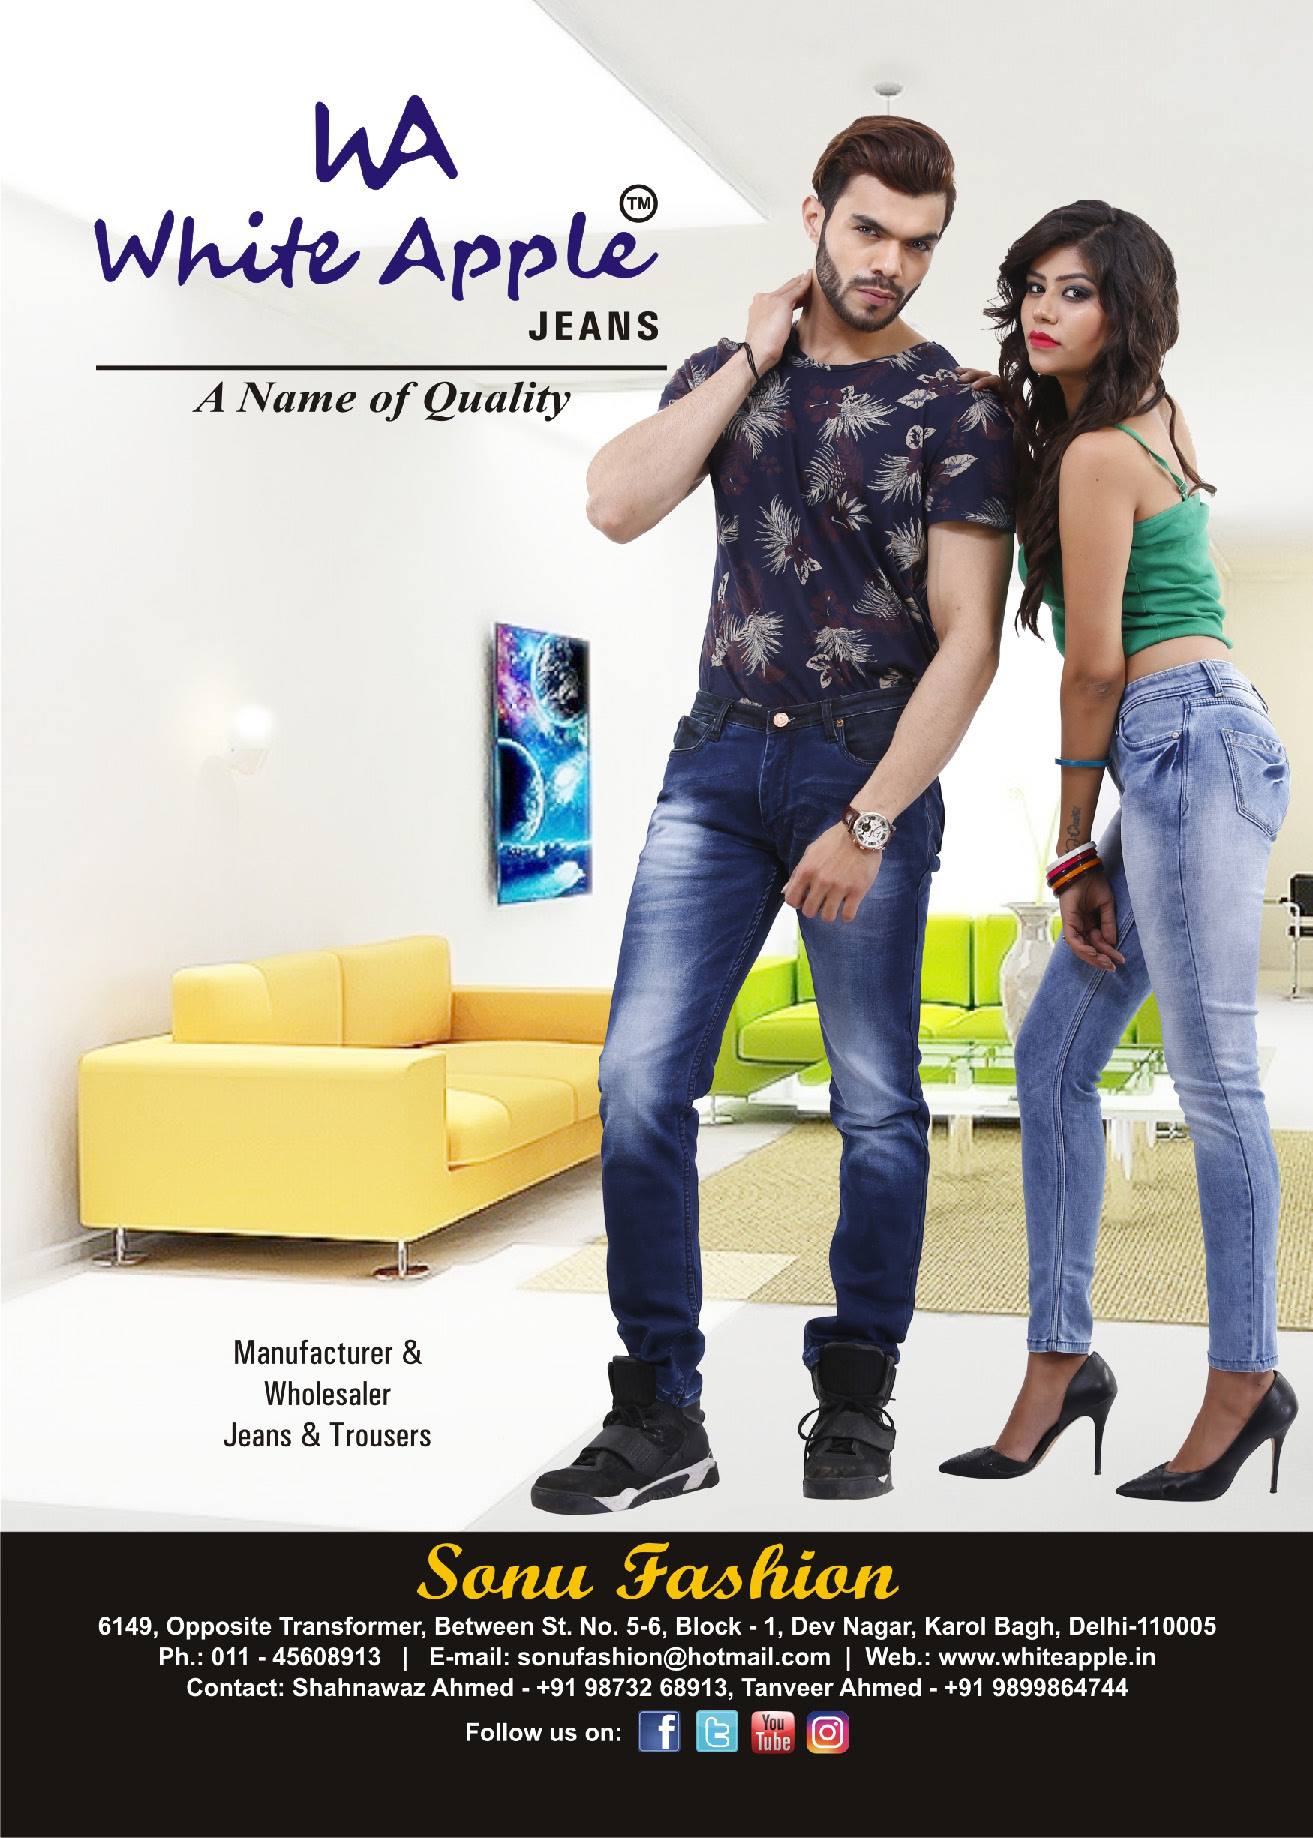 WA
White Apple TM
JEANS
A Name of Quality
Manufacturer &
Wholesaler
Jeans & Trousers
Sonu Fashion
6149, Opposite Transformer, Between St. No. 5-6, Block - 1, Dev Nagar, Karol Bagh, Delhi-110005
Ph.: 011 - 45608913 | E-mail: sonufashion@hotmail.com | Web.: www.whiteapple.in
Contact: Shahnawaz Ahmed - +91 98732 68913, Tanveer Ahmed - +91 9899864744
Follow us on: f t You Tube